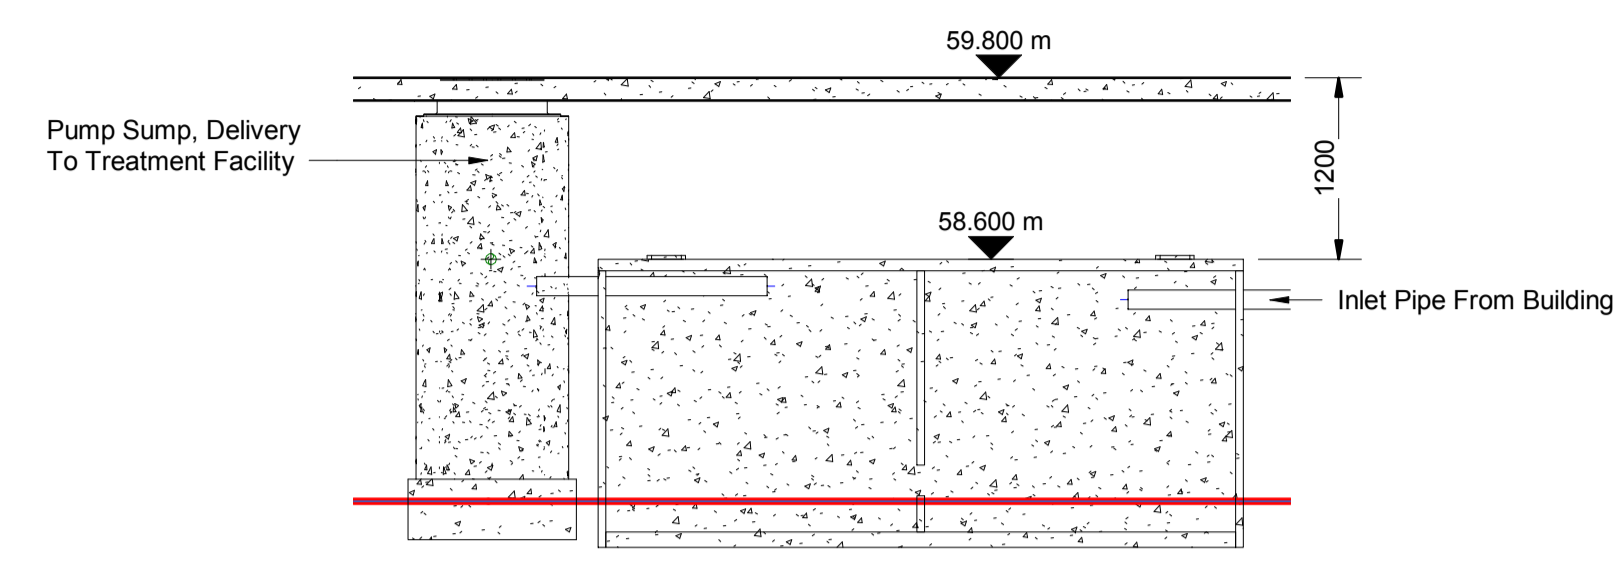 59.800 m
Pump Sump, Delivery
To Treatment Facility
1200
58.600 m
Inlet Pipe From Building